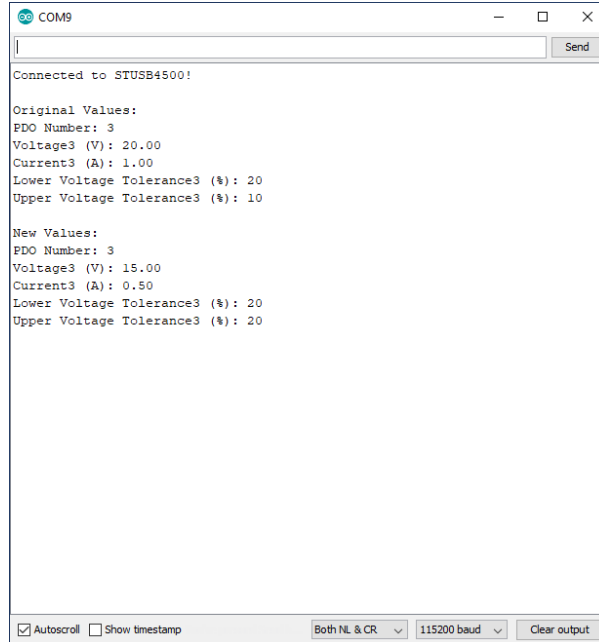 COM9
Send
Connected to STUSB4500!
Original Values:
PDO Number: 3
Voltage3 (V): 20.00
Current3 (A): 1.00
Lower Voltage Tolerance3 (%): 20
Upper Voltage Tolerance3 (%): 10
New Values:
PDO Number: 3
Voltage3 (V): 15.00
Current3 (A): 0.50
Lower Voltage Tolerance3 (%): 20
Upper Voltage Tolerance3 (%): 20
Autoscroll Show timestamp Both NL & CR 115200 baud Clear output